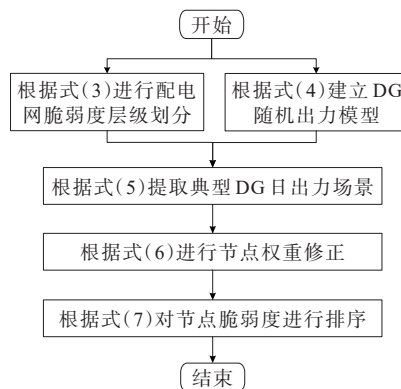 开始
根据式(3)进行配电
网脆弱度层级划分
根据式(4)建立DG
随机出力模型
根据式(5)提取典型DG日出力场景
根据式(6)进行节点权重修正
根据式(7)对节点脆弱度进行排序
结束